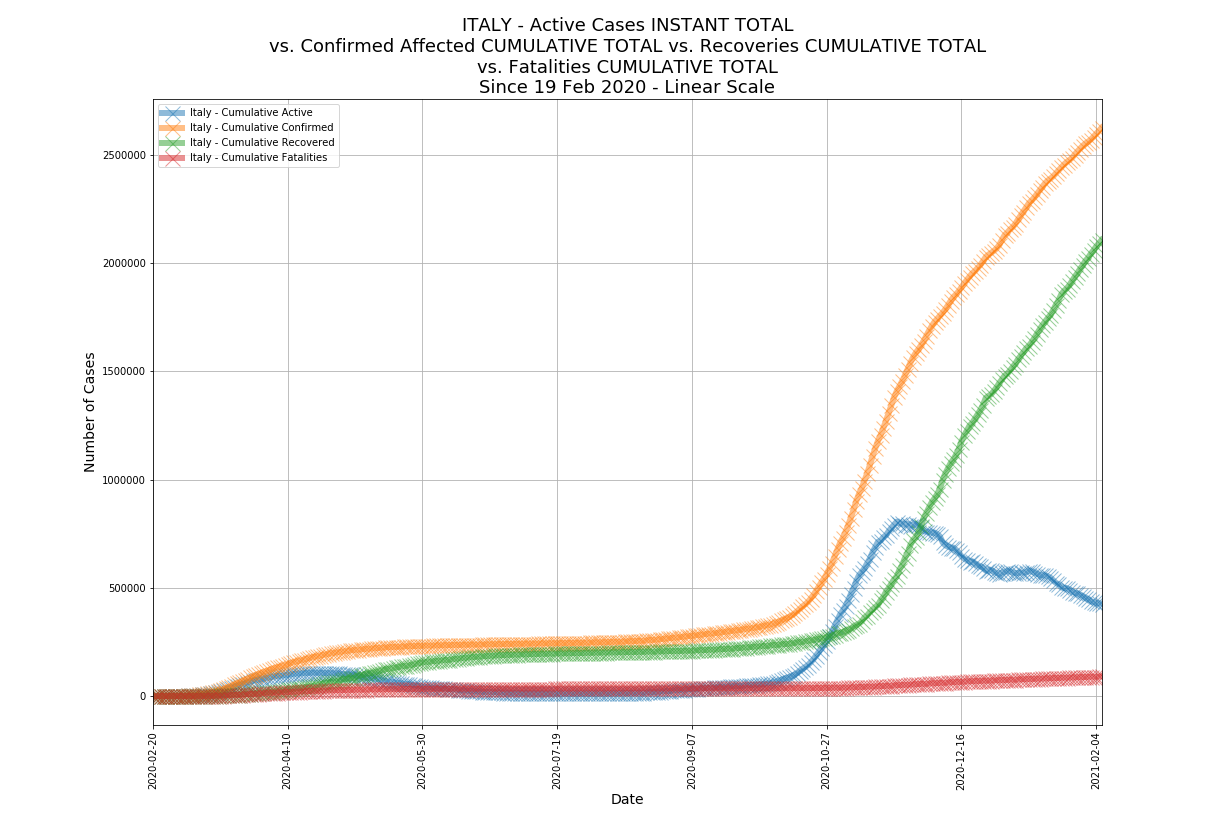 ITALY - Active Cases INSTANT TOTAL
vs. Confirmed Affected CUMULATIVE TOTAL vs. Recoveries CUMULATIVE TOTAL
vs. Fatalities CUMULATIVE TOTAL
Since 19 Feb 2020 - Linear Scale
Italy - Cumulative Active
Italy - Cumulative Confirmed
Italy - Cumulative Recovered
Italy - Cumulative Fatalities
Number of Cases
2500000
2000000
1500000
1000000
500000
0
2020-02-20
2020-04-10
2020-05-30
2020-07-19
2020-09-07
2020-10-27
2020-12-16
2021-02-04
Date